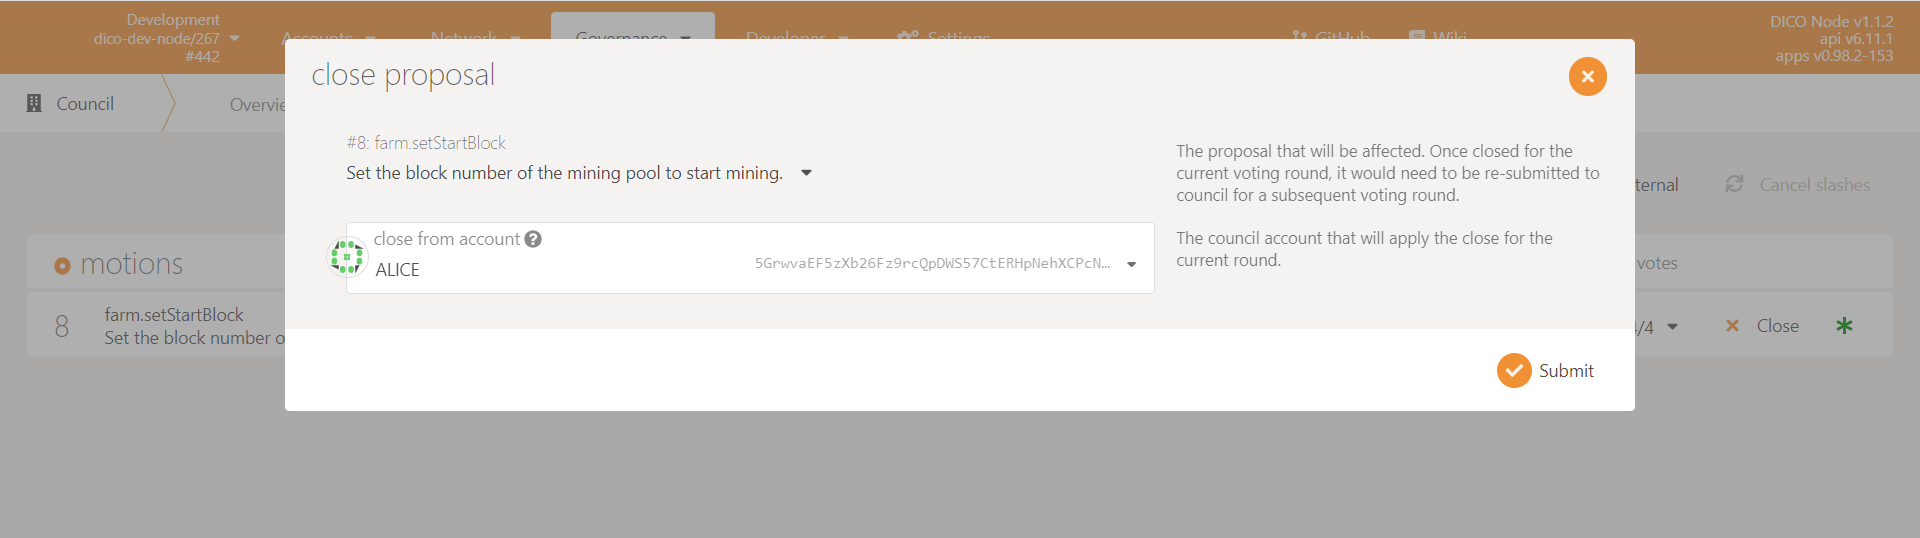 Development
dico-dev-node/267
#442
Accounts
Network
Governance
Developer
Settings
GitHub
Wiki
DICO Node v1.1.2
api v6.11.1
apps v0.98.2-153
Council
close proposal
#8: farm.setStartBlock
Set the block number of the mining pool to start mining.
The proposal that will be affected. Once closed for the
current voting round, it would need to be re-submitted to
council for a subsequent voting round.
Cancel slashes
close from account
ALICE
5GrwvaEF5zXb26Fz9rcQpDWS57CtERHpNehXCPcN...
The council account that will apply the close for the
current round.
motions
votes
8
farm.setStartBlock
Set the block number
/4
Close
Submit